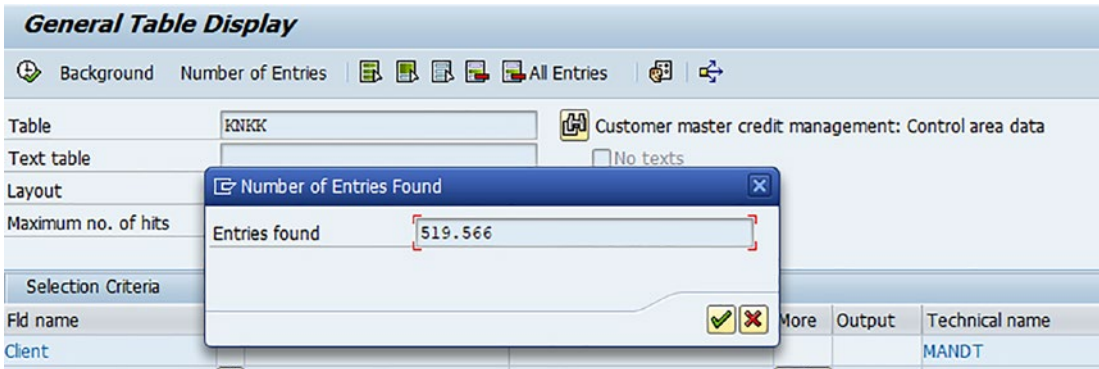 General Table Display
Background Number of Entries All Entries
Table KNKK Customer master credit management: Control area data
Text table No texts
Layout Number of Entries Found
Maximum no. of hits Entries found 519.566
Selection Criteria
Fld name More Output Technical name
Client MANDT